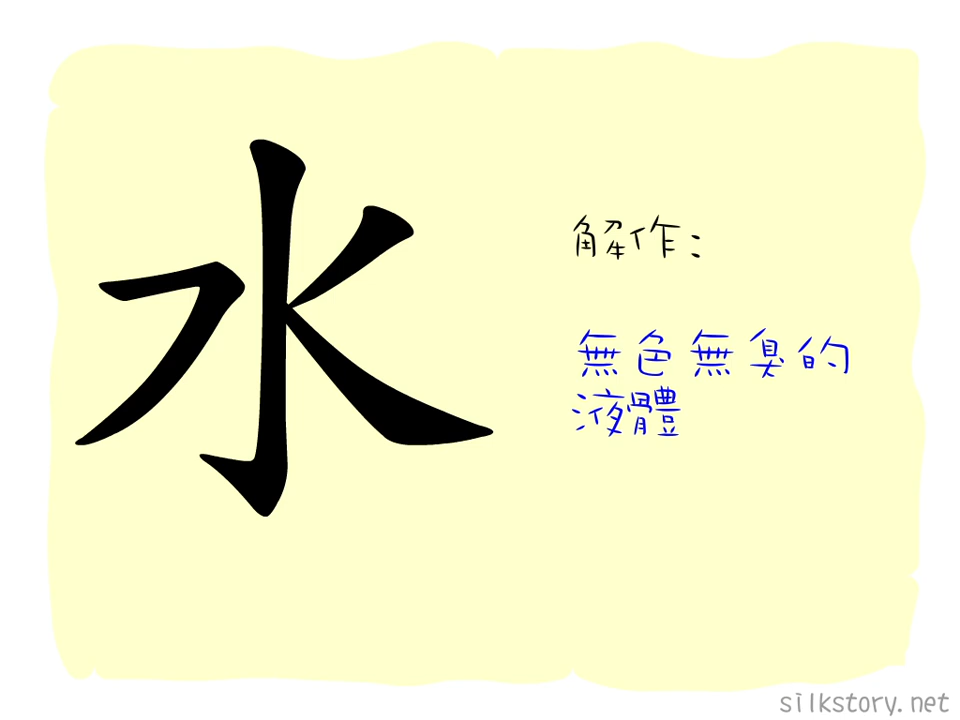 水
解作：
無色無臭的
液體
silkstory.net